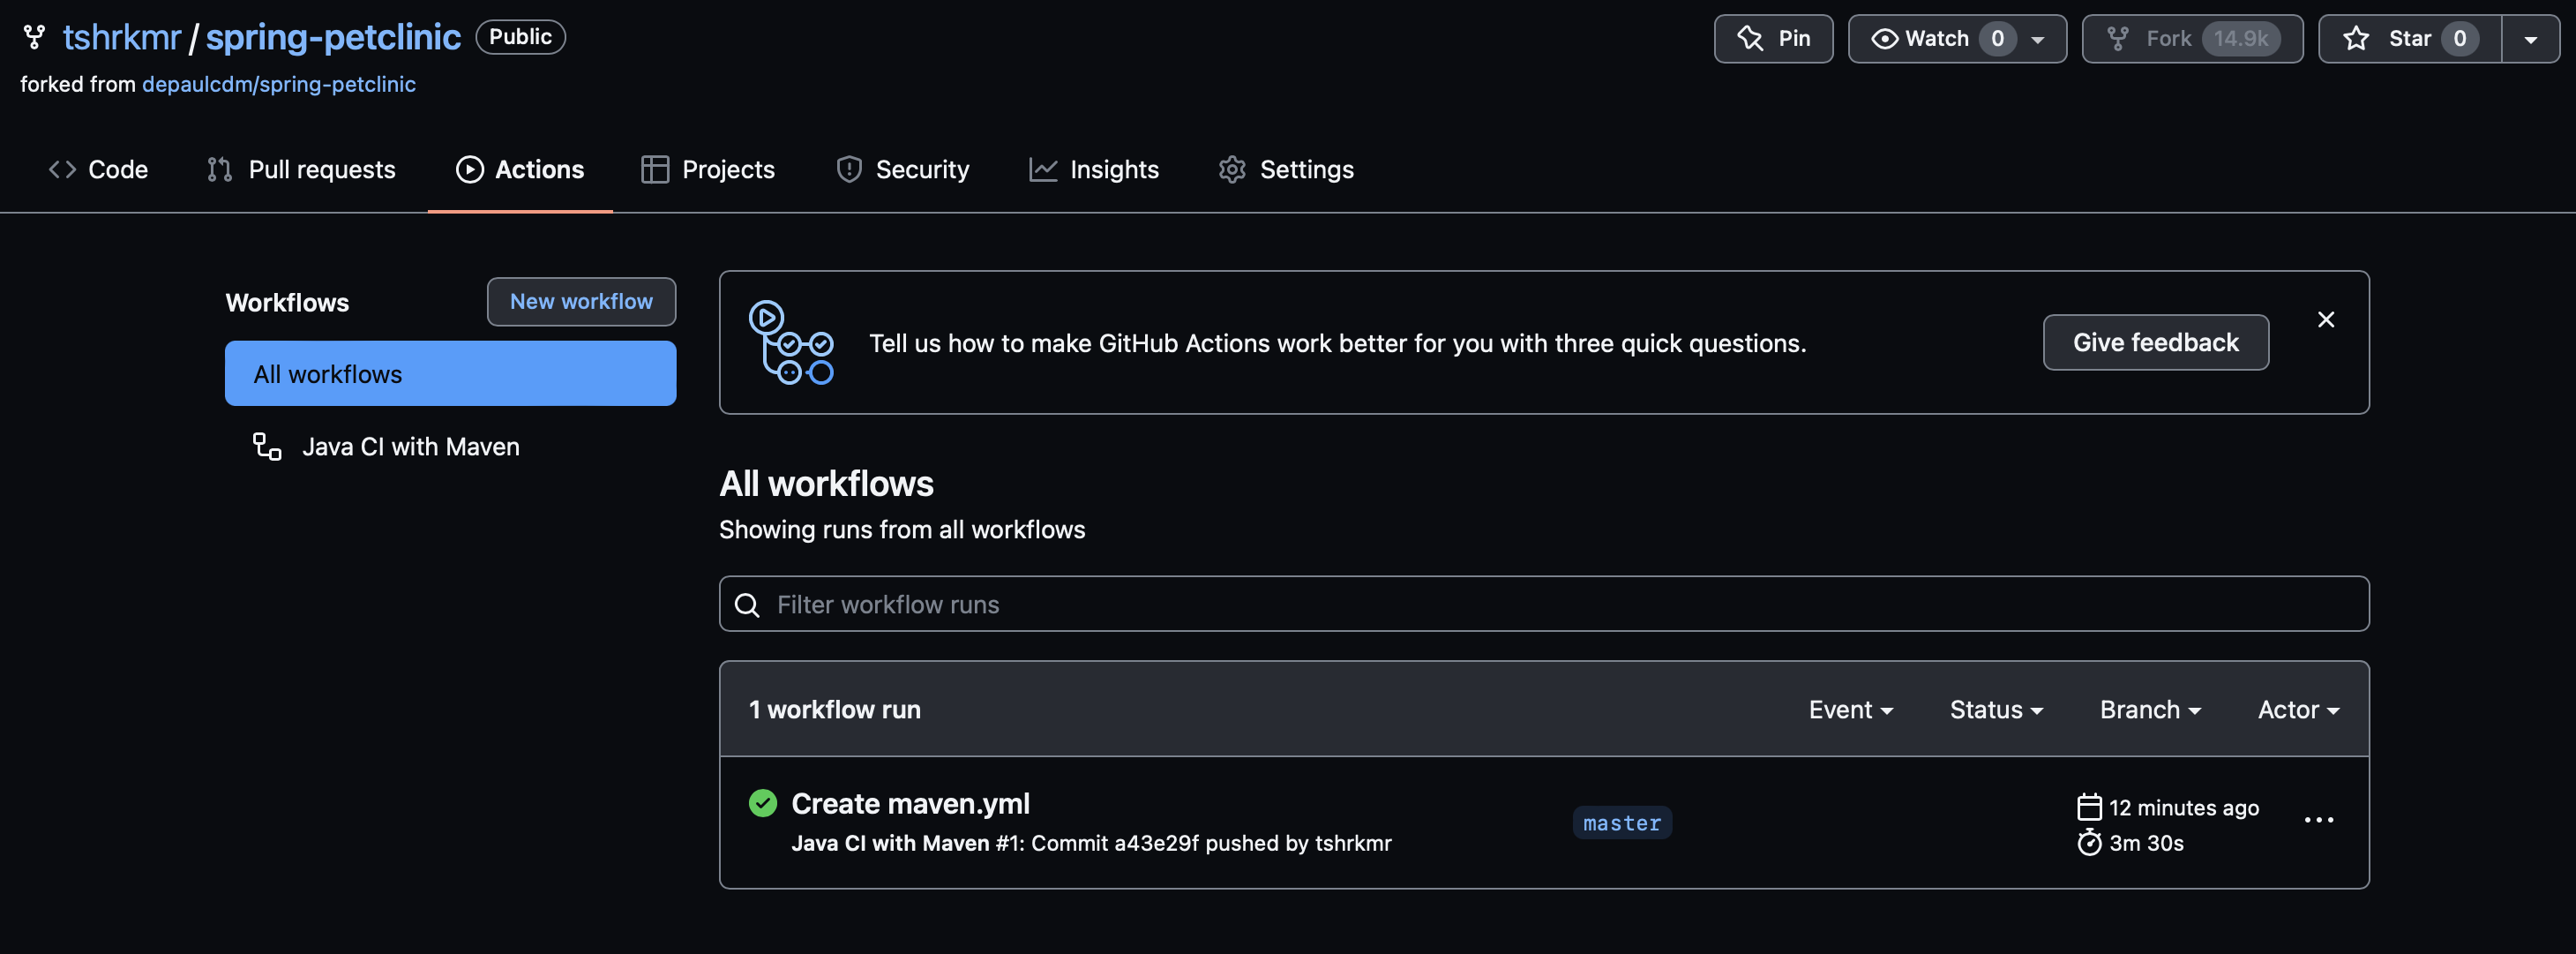 tshrkmr / spring-petclinic Public
Pin Watch 0 Fork 14.9k Star 0
forked from depaulcdm/spring-petclinic
Code Pull requests Actions Projects Security Insights Settings
Workflows New workflow
All workflows
Java CI with Maven
Tell us how to make GitHub Actions work better for you with three quick questions. Give feedback
All workflows
Showing runs from all workflows
Filter workflow runs
1 workflow run Event Status Branch Actor
Create maven.yml
Java CI with Maven #1: Commit a43e29f pushed by tshrkmr
master
12 minutes ago
3m 30s